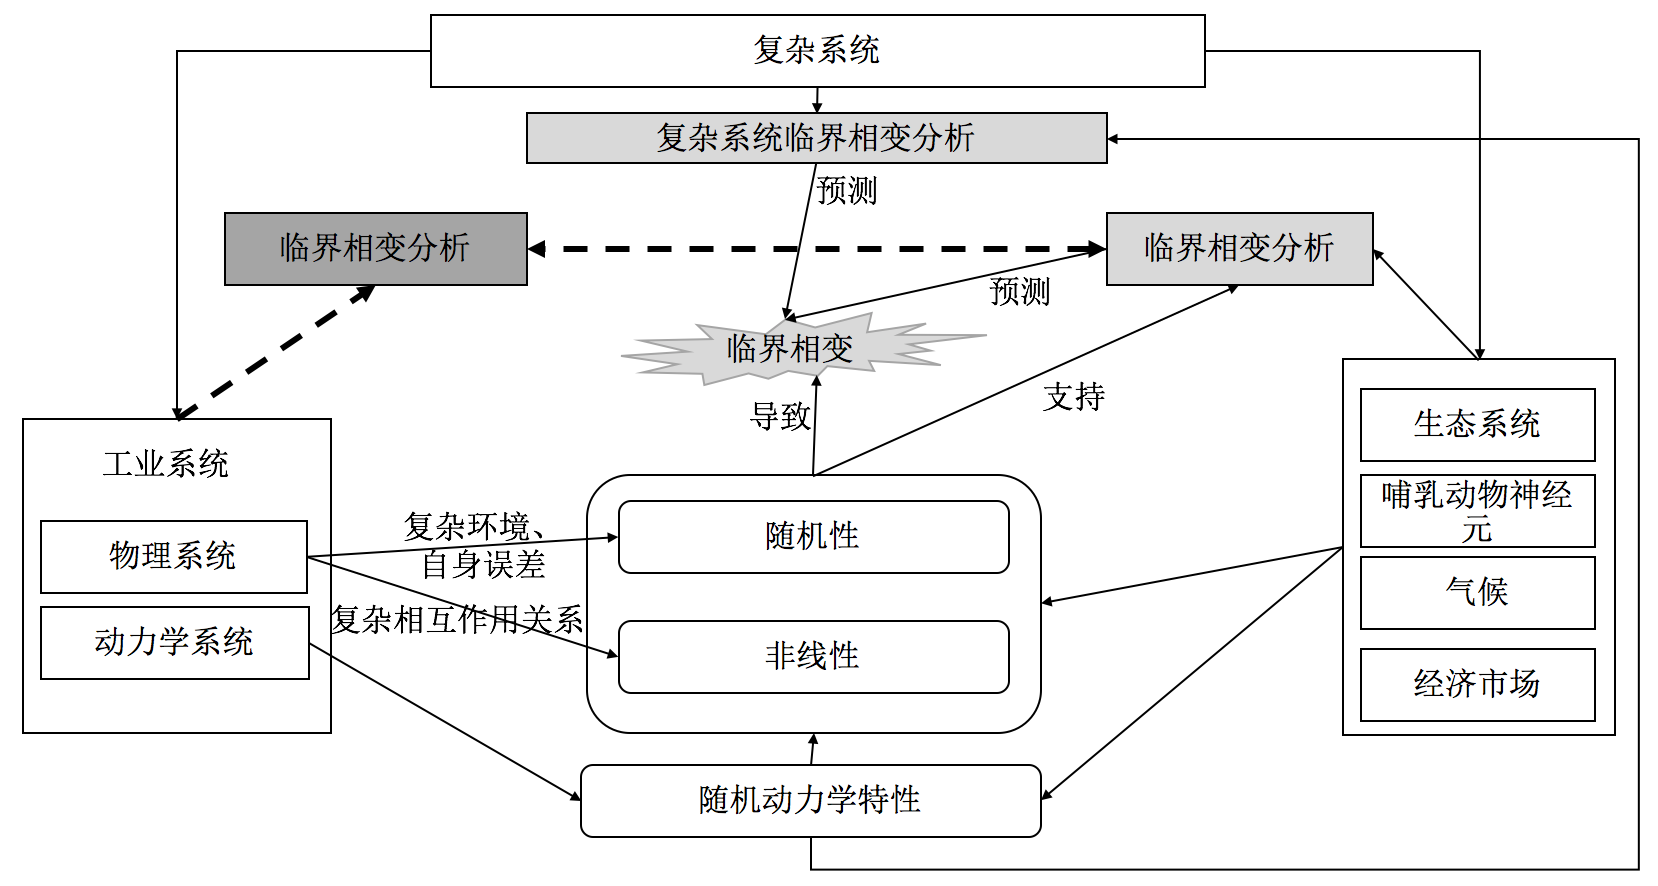 复杂系统
复杂系统临界相变分析
预测
临界相变分析
临界相变分析
预测
临界相变
支持
导致
工业系统
物理系统
动力学系统
复杂环境、
自身误差
复杂相互作用关系
随机性
非线性
随机动力学特性
生态系统
哺乳动物神经
元
气候
经济市场